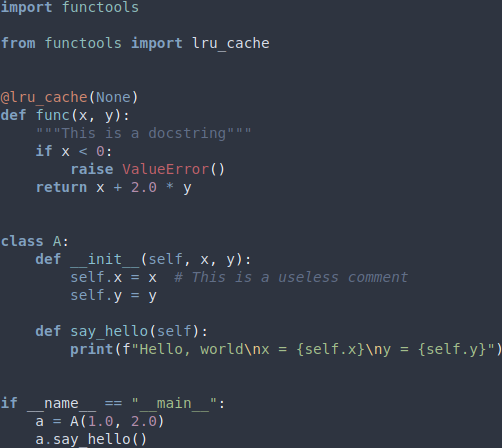 import functools

from functools import lru_cache


@lru_cache(None)
def func(x, y):
    """This is a docstring"""
    if x < 0:
        raise ValueError()
    return x + 2.0 * y


class A:
    def __init__(self, x, y):
        self.x = x  # This is a useless comment
        self.y = y

    def say_hello(self):
        print(f"Hello, world\nx = {self.x}\ny = {self.y}")


if __name__ == "__main__":
    a = A(1.0, 2.0)
    a.say_hello()